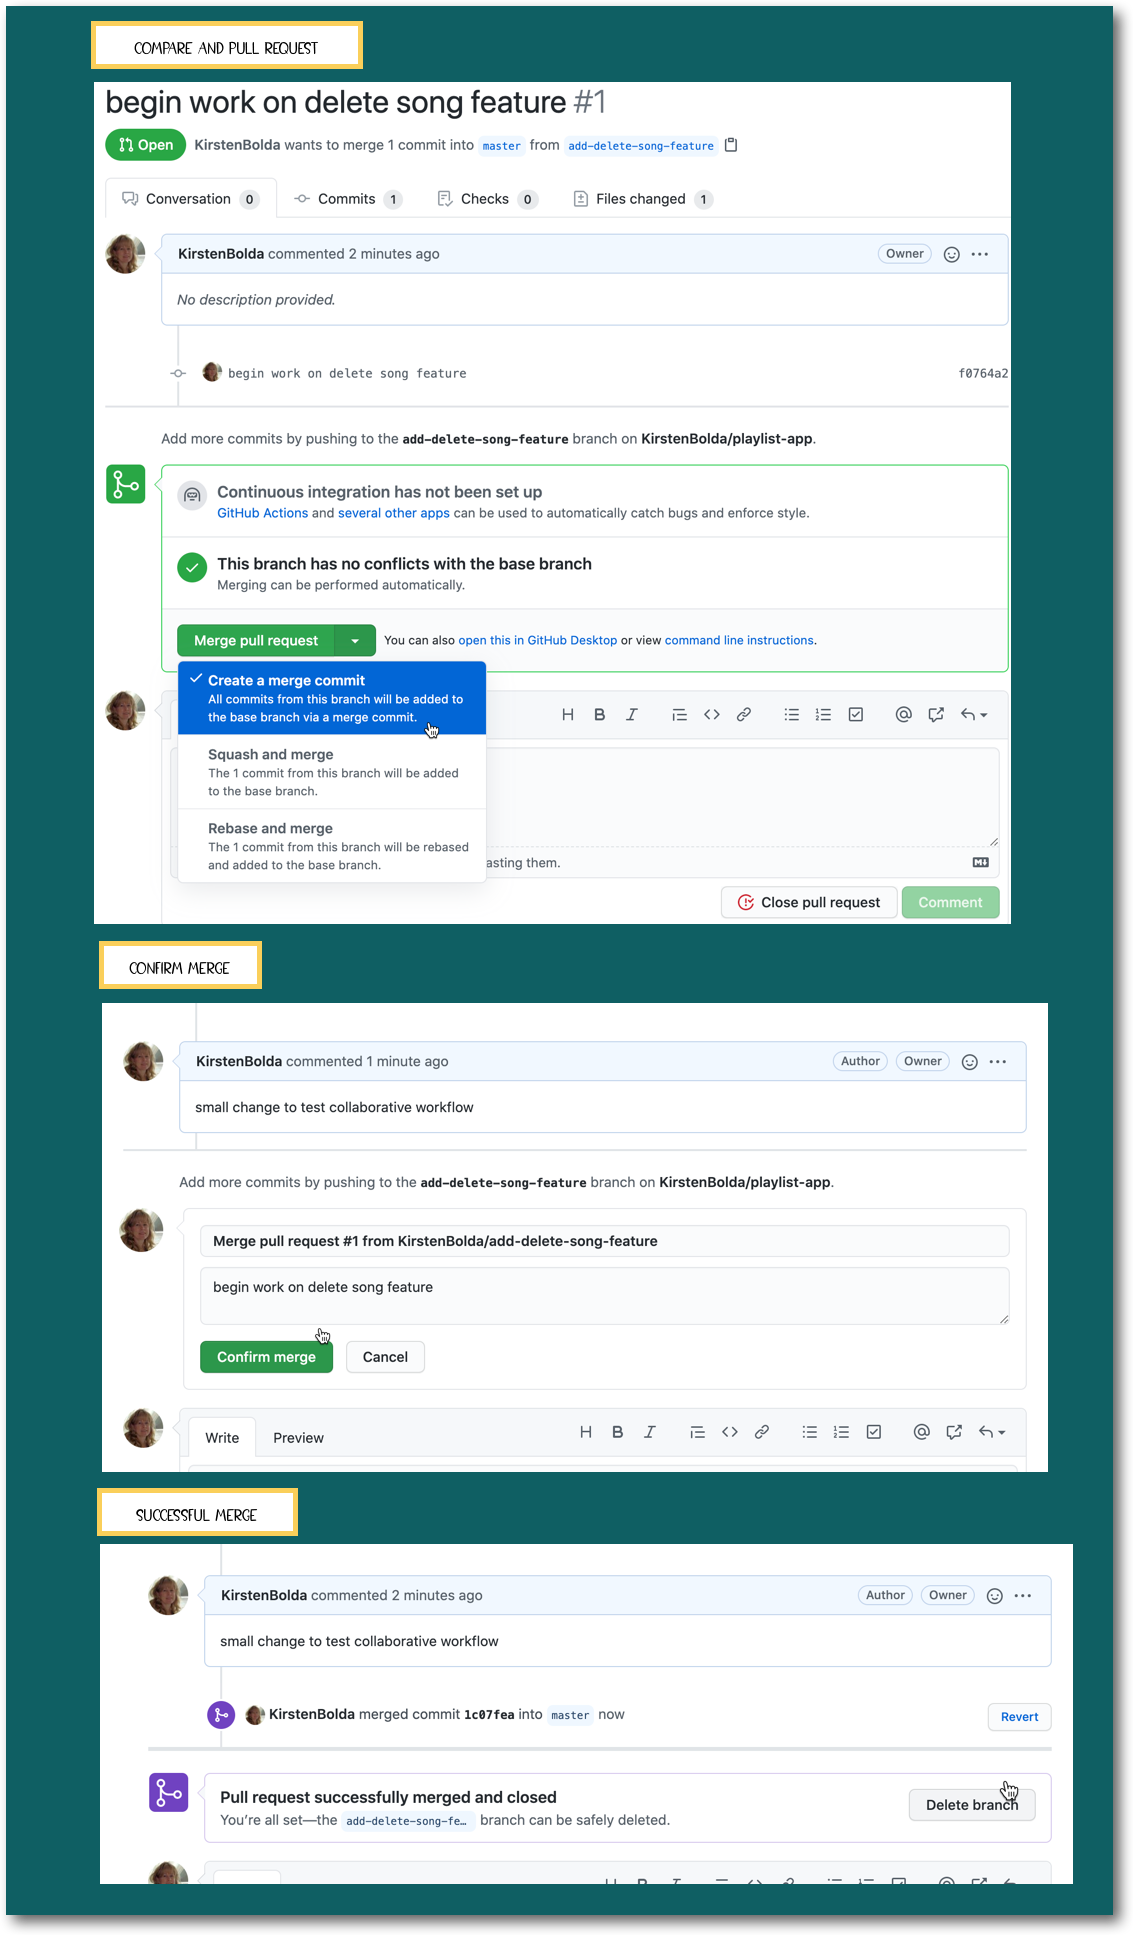 COMPARE AND PULL REQUEST
begin work on delete song feature #1
Open KirstenBolda wants to merge 1 commit into master from add-delete-song-feature
Conversation 0 Commits 1 Checks 0 Files changed 1
KirstenBolda commented 2 minutes ago Owner
No description provided.
begin work on delete song feature f0764a2
Add more commits by pushing to the add-delete-song-feature branch on KirstenBolda/playlist-app.
Continuous integration has not been set up
GitHub Actions and several other apps can be used to automatically catch bugs and enforce style.
This branch has no conflicts with the base branch
Merging can be performed automatically.
Merge pull request You can also open this in GitHub Desktop or view command line instructions.
Create a merge commit
All commits from this branch will be added to
the base branch via a merge commit.
H B I
Squash and merge
The 1 commit from this branch will be added
to the base branch.
Rebase and merge
The 1 commit from this branch will be rebased
and added to the base branch.
asting them.
Close pull request Comment
CONFIRM MERGE
KirstenBolda commented 1 minute ago Author Owner
small change to test collaborative workflow
Add more commits by pushing to the add-delete-song-feature branch on KirstenBolda/playlist-app.
Merge pull request #1 from KirstenBolda/add-delete-song-feature
begin work on delete song feature
Confirm merge Cancel
Write Preview H B I
SUCCESSFUL MERGE
KirstenBolda commented 2 minutes ago Author Owner
small change to test collaborative workflow
KirstenBolda merged commit 1c07fea into master now Revert
Pull request successfully merged and closed
You're all set—the add-delete-song-fe… branch can be safely deleted.
Delete branch